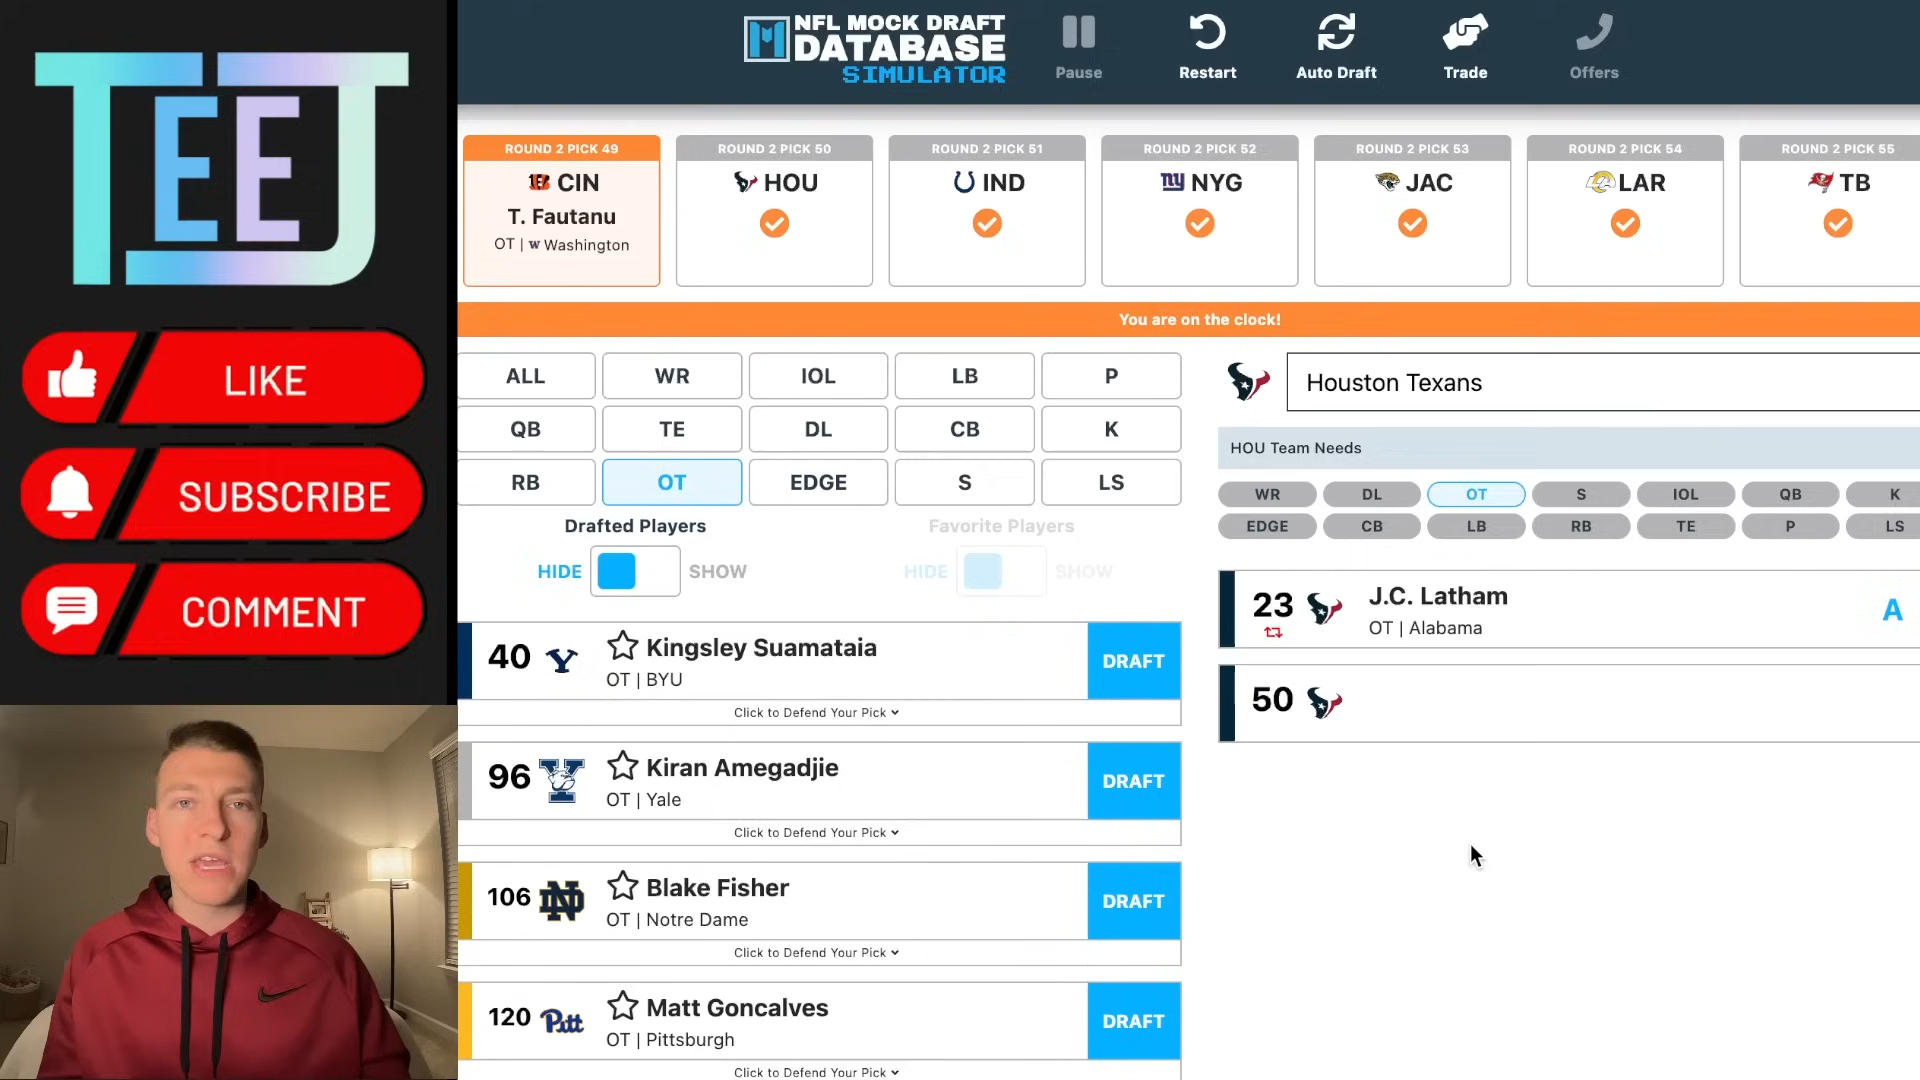 TEEJ
LIKE
SUBSCRIBE
COMMENT
NFL MOCK DRAFT
DATABASE
SIMULATOR
Pause
Restart
Auto Draft
Trade
Offers
ROUND 2 PICK 49
CIN
T. Fautanu
OT | W Washington
ROUND 2 PICK 50
HOU
ROUND 2 PICK 51
IND
ROUND 2 PICK 52
NY NYG
ROUND 2 PICK 53
JAC
ROUND 2 PICK 54
LAR
ROUND 2 PICK 55
TB
You are on the clock!
ALL WR IOL LB P
QB TE DL CB K
RB OT EDGE S LS
Drafted Players
HIDE SHOW
Favorite Players
HIDE SHOW
40 Y Kingsley Suamataia
OT | BYU
DRAFT
Click to Defend Your Pick
96 Y Kiran Amegadjie
OT | Yale
DRAFT
Click to Defend Your Pick
106 ND Blake Fisher
OT | Notre Dame
DRAFT
Click to Defend Your Pick
120 Pitt Matt Goncalves
OT | Pittsburgh
DRAFT
Click to Defend Your Pick
Houston Texans
HOU Team Needs
WR DL OT S IOL QB K
EDGE CB LB RB TE P LS
23 J.C. Latham
OT | Alabama
A
50